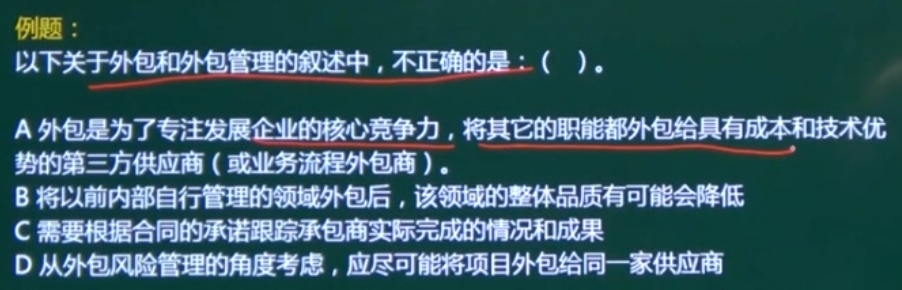 例题：
以下关于外包和外包管理的叙述中，不正确的是：（ ）。
A 外包是为了专注发展企业的核心竞争力，将其它的职能都外包给具有成本和技术优
势的第三方供应商（或业务流程外包商）。
B 将以前内部自行管理的领域外包后，该领域的整体品质有可能会降低
C 需要根据合同的承诺跟踪承包商实际完成的情况和成果
D 从外包风险管理的角度考虑，应尽可能将项目外包给同一家供应商